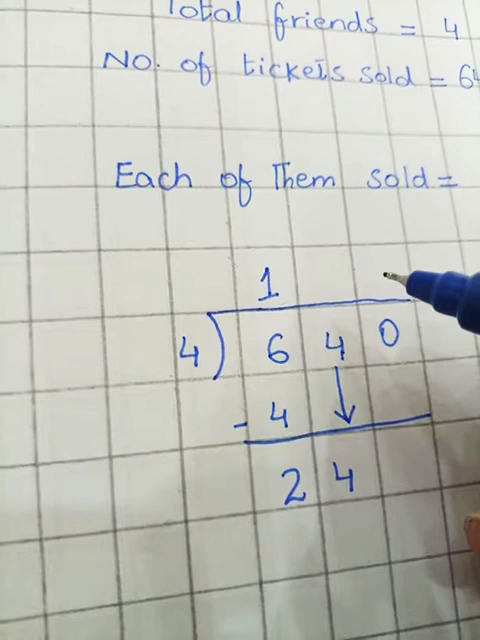 Total friends = 4
No. of tickets sold = 64
Each of Them sold =
1
4) 6 4 0
- 4
2 4